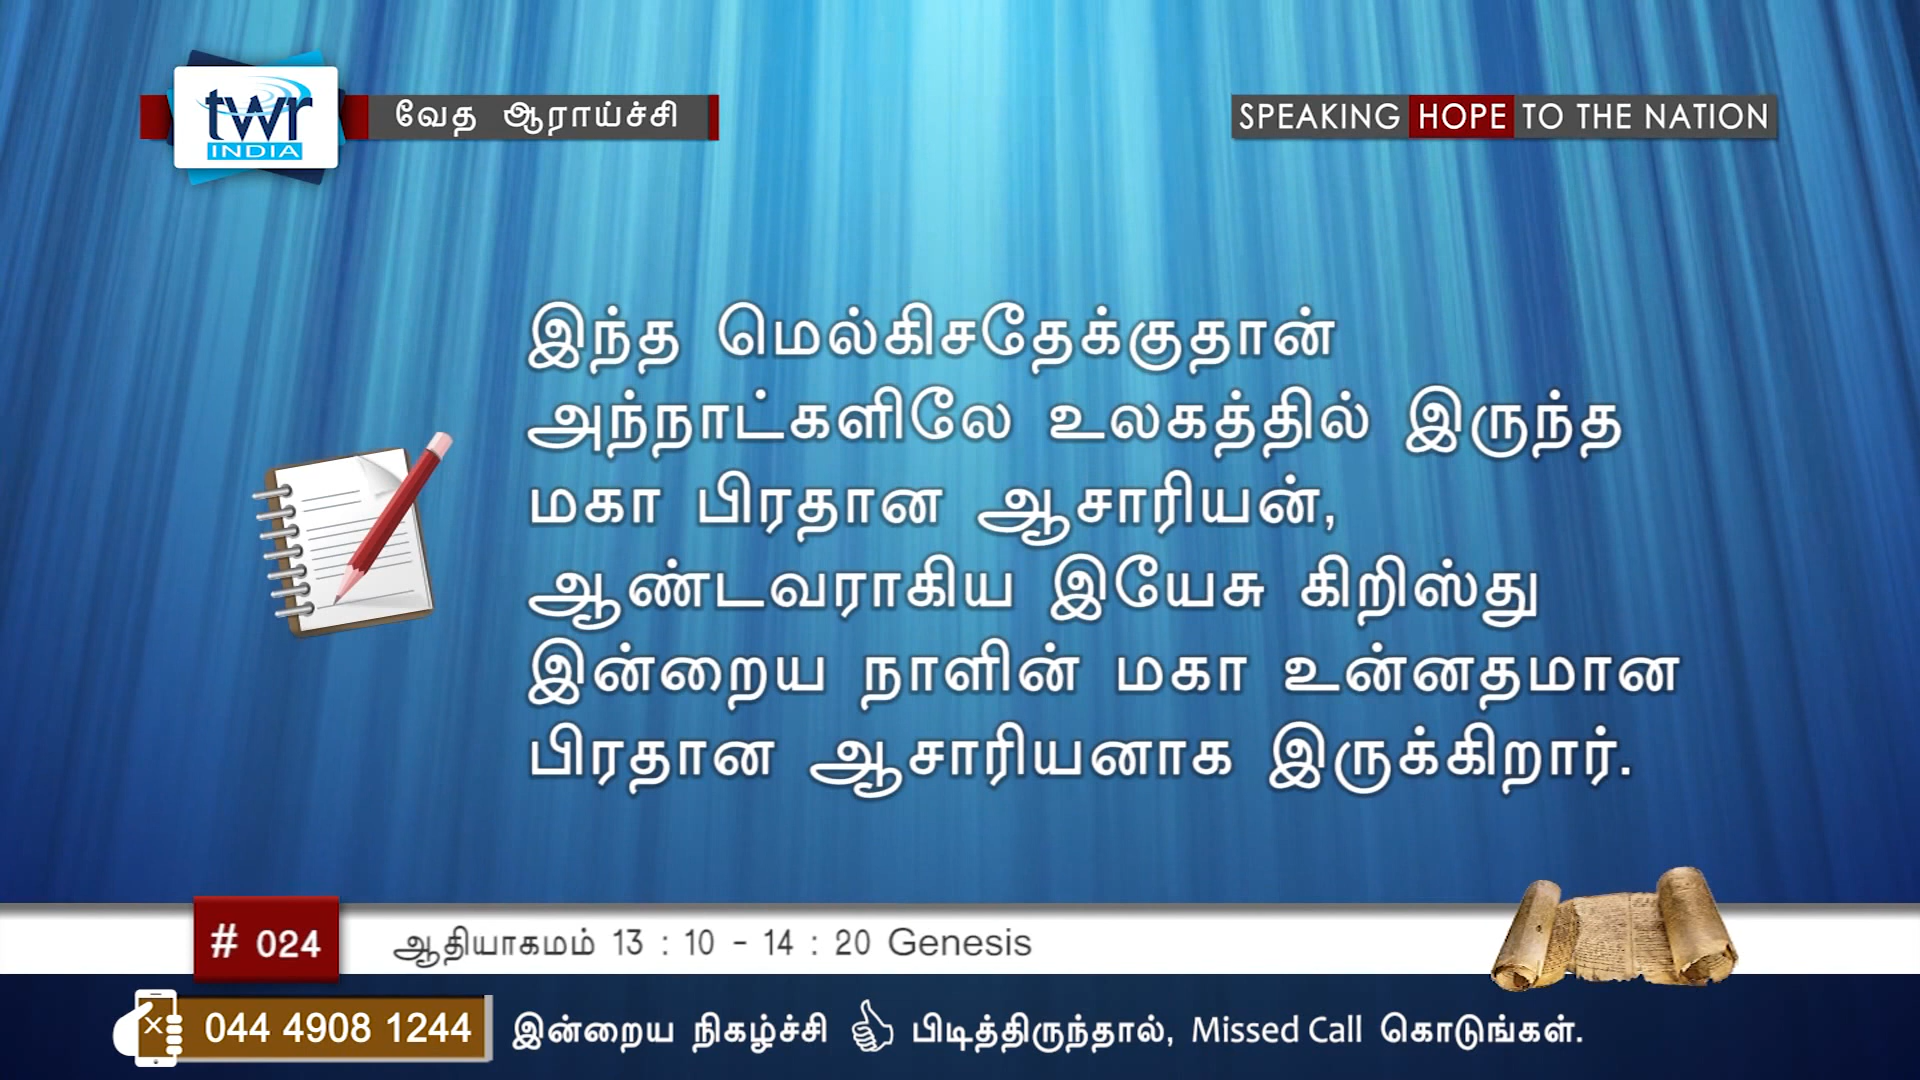 twr
INDIA
வேத ஆராய்ச்சி
SPEAKING HOPE TO THE NATION
இந்த மெல்கிசதேக்குதான்
அந்நாட்களிலே உலகத்தில் இருந்த
மகா பிரதான ஆசாரியன்,
ஆண்டவராகிய இயேசு கிறிஸ்து
இன்றைய நாளின் மகா உன்னதமான
பிரதான ஆசாரியனாக இருக்கிறார்.
# 024
ஆதியாகமம் 13 : 10 - 14 : 20 Genesis
044 4908 1244
இன்றைய நிகழ்ச்சி பிடித்திருந்தால், Missed Call கொடுங்கள்.